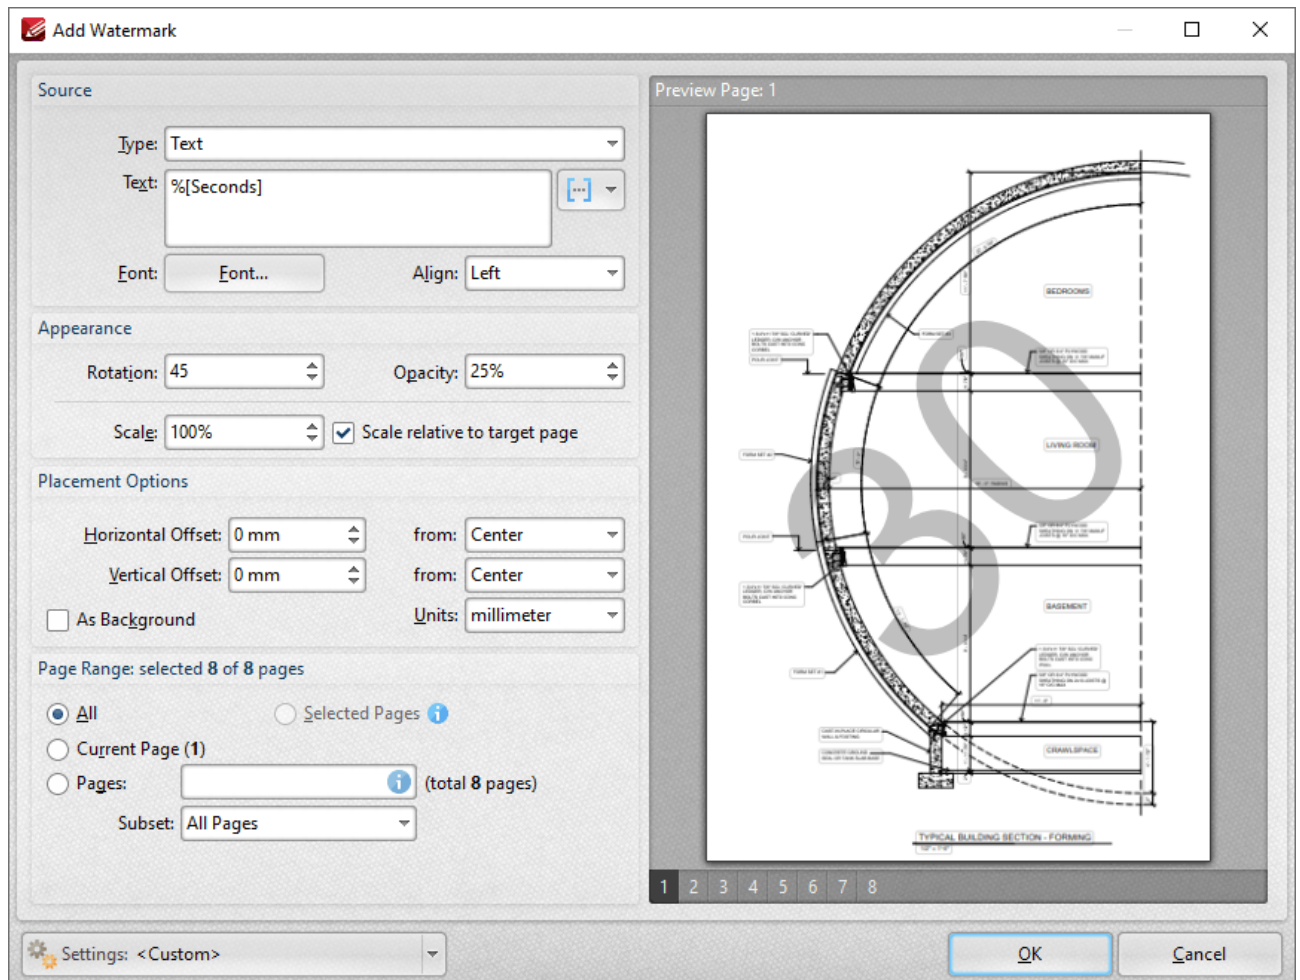 Add Watermark
Source
Type: Text
Text: %[Seconds]
Font: Font... Align: Left
Appearance
Rotation: 45 Opacity: 25%
Scale: 100% Scale relative to target page
Placement Options
Horizontal Offset: 0 mm from: Center
Vertical Offset: 0 mm from: Center
As Background Units: millimeter
Page Range: selected 8 of 8 pages
All Selected Pages
Current Page (1)
Pages: (total 8 pages)
Subset: All Pages
Preview Page: 1
BEDROOMS
LIVING ROOM
BASEMENT
CRAWLSPACE
30
TYPICAL BUILDING SECTION - FORMING
1 2 3 4 5 6 7 8
Settings: <Custom>
OK Cancel